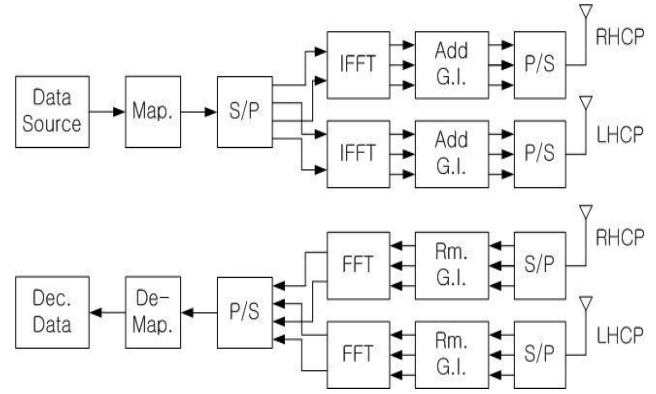 RHCP
IFFT
Add
G.I.
P/S
Data
Source
Map.
S/P
LHCP
IFFT
Add
G.I.
P/S
RHCP
FFT
Rm.
G.I.
S/P
Dec.
Data
De-
Map.
P/S
LHCP
FFT
Rm.
G.I.
S/P